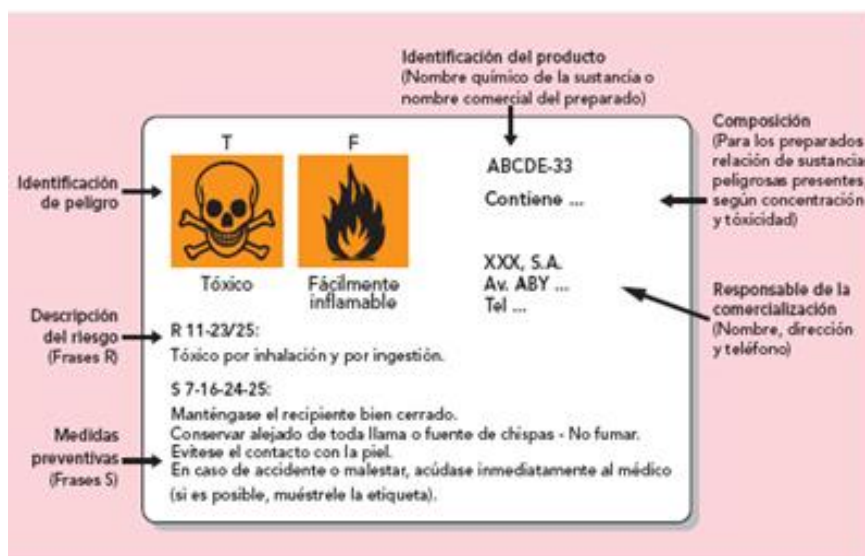 Identificación del producto
(Nombre químico de la sustancia o
nombre comercial del preparado)
Composición
(Para los preparados
relación de sustancias
peligrosas presentes
según concentración
y tóxicidad)
Identificación
de peligro
T
F
Tóxico
Fácilmente
inflamable
ABCDE-33
Contiene ...
XXX, S.A.
Av. ABY ...
Tel ...
Responsable de la
comercialización
(Nombre, dirección
y teléfono)
Descripción
del riesgo
(Frases R)
R 11-23/25:
Tóxico por inhalación y por ingestión.
S 7-16-24-25:
Manténgase el recipiente bien cerrado.
Conservar alejado de toda llama o fuente de chispas - No fumar.
Evítese el contacto con la piel.
En caso de accidente o malestar, acúdase inmediatamente al médico
(si es posible, muéstrele la etiqueta).
Medidas
preventivas
(Frases S)